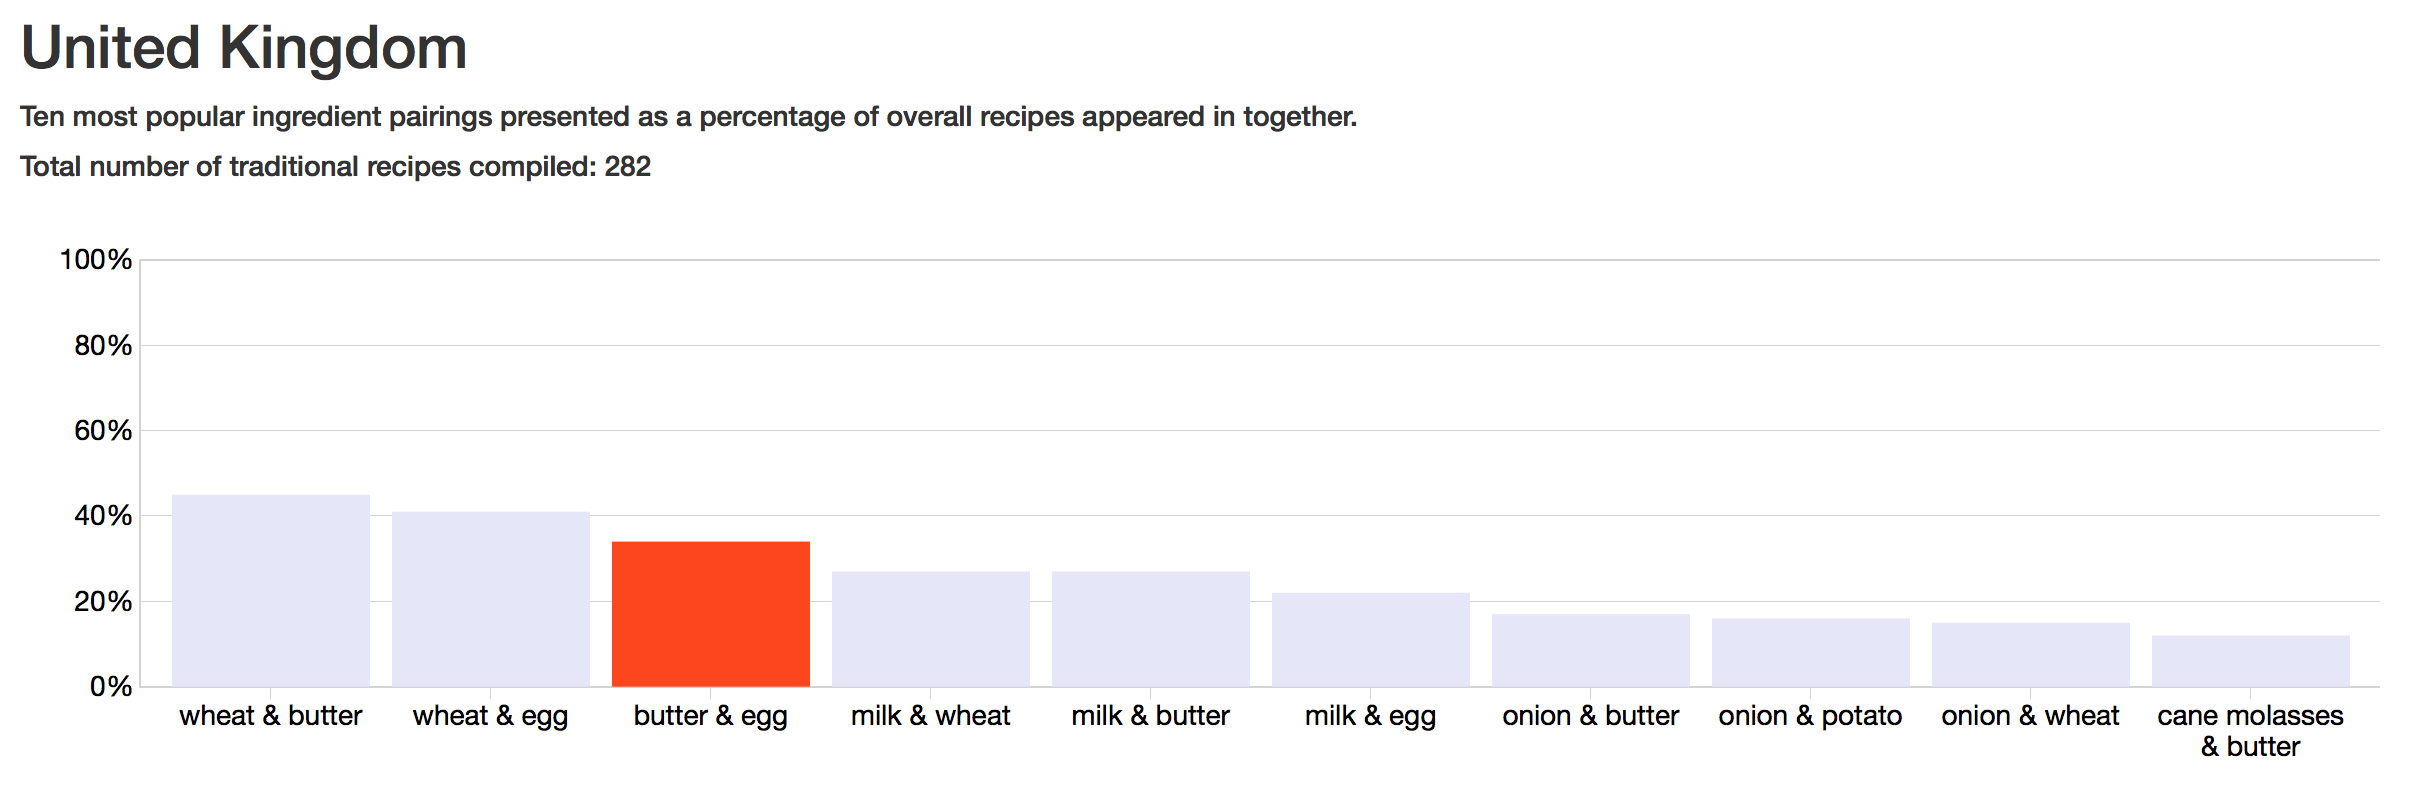 United Kingdom
Ten most popular ingredient pairings presented as a percentage of overall recipes appeared in together.
Total number of traditional recipes compiled: 282
100%
80%
60%
40%
20%
0%
wheat & butter
wheat & egg
butter & egg
milk & wheat
milk & butter
milk & egg
onion & butter
onion & potato
onion & wheat
cane molasses
& butter